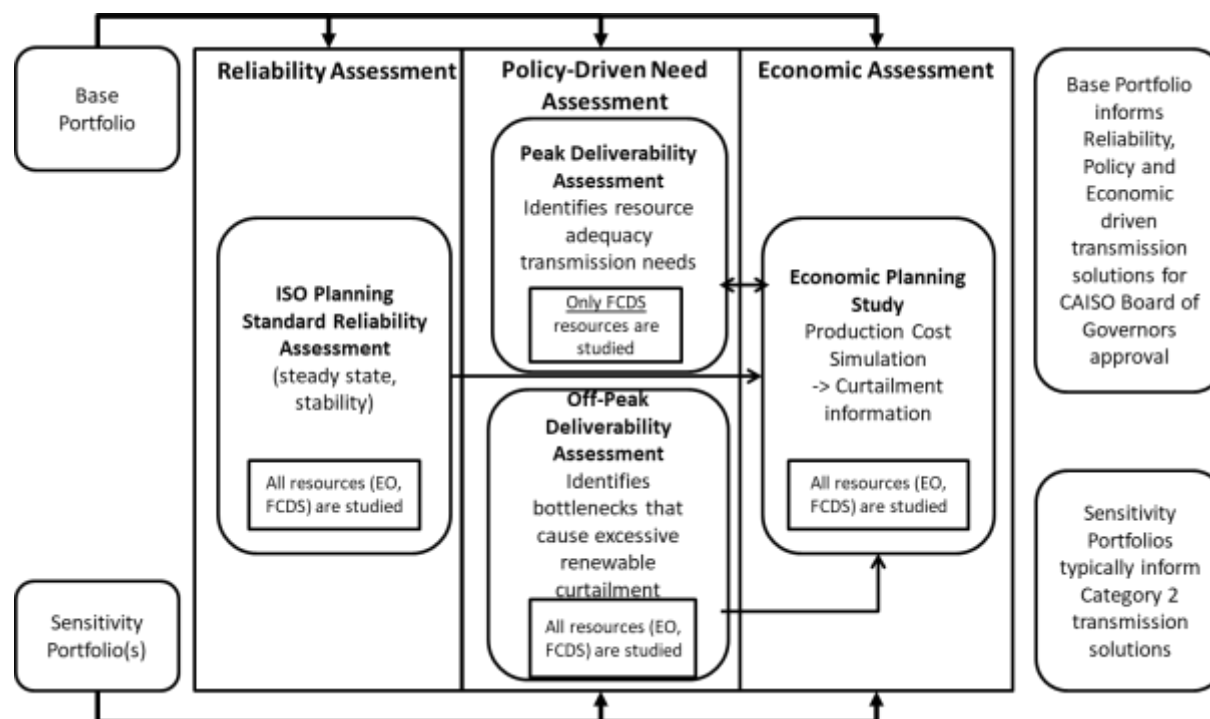 Base
Portfolio
Sensitivity
Portfolio(s)
Reliability Assessment
ISO Planning
Standard Reliability
Assessment
(steady state,
stability)
All resources (EO,
FCDS) are studied
Policy-Driven Need
Assessment
Peak Deliverability
Assessment
Identifies resource
adequacy
transmission needs
Only FCDS
resources are
studied
Off-Peak
Deliverability
Assessment
Identifies
bottlenecks that
cause excessive
renewable
curtailment
All resources (EO,
FCDS) are studied
Economic Assessment
Economic Planning
Study
Production Cost
Simulation
-> Curtailment
information
All resources (EO,
FCDS) are studied
Base Portfolio
informs
Reliability,
Policy and
Economic
driven
transmission
solutions for
CAISO Board of
Governors
approval
Sensitivity
Portfolios
typically inform
Category 2
transmission
solutions